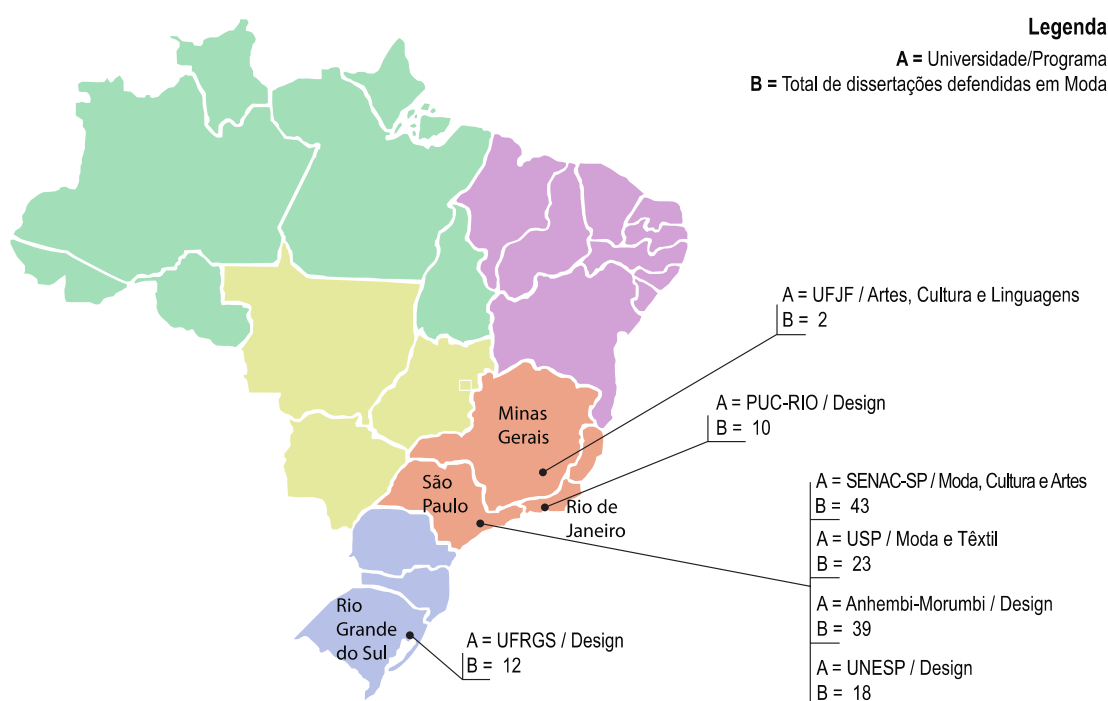 Legenda
A = Universidade/Programa
B = Total de dissertações defendidas em Moda
A = UFJF / Artes, Cultura e Linguagens
B = 2
A = PUC-RIO / Design
B = 10
Minas
Gerais
São
Paulo
Rio de
Janeiro
A = SENAC-SP / Moda, Cultura e Artes
B = 43
A = USP / Moda e Têxtil
B = 23
A = Anhembi-Morumbi / Design
B = 39
A = UNESP / Design
B = 18
Rio
Grande
do Sul
A = UFRGS / Design
B = 12